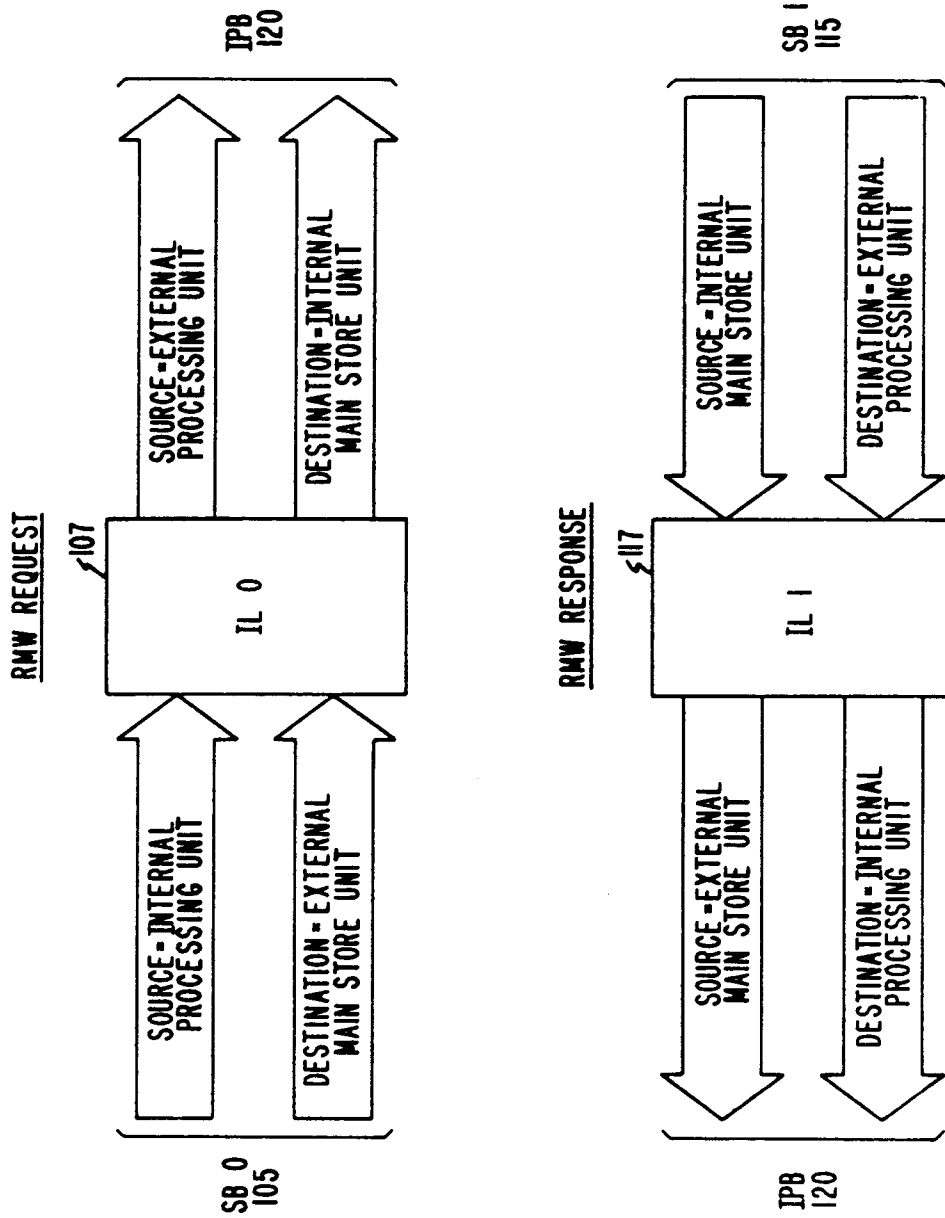 RMW REQUEST
107
IL 0
SB 0
105
SOURCE=INTERNAL
PROCESSING UNIT
DESTINATION=EXTERNAL
MAIN STORE UNIT
SOURCE=EXTERNAL
PROCESSING UNIT
DESTINATION=INTERNAL
MAIN STORE UNIT
IPB
120
RMW RESPONSE
117
IL 1
IPB
120
SOURCE=EXTERNAL
MAIN STORE UNIT
DESTINATION=INTERNAL
PROCESSING UNIT
SOURCE=INTERNAL
MAIN STORE UNIT
DESTINATION=EXTERNAL
PROCESSING UNIT
SB 1
115